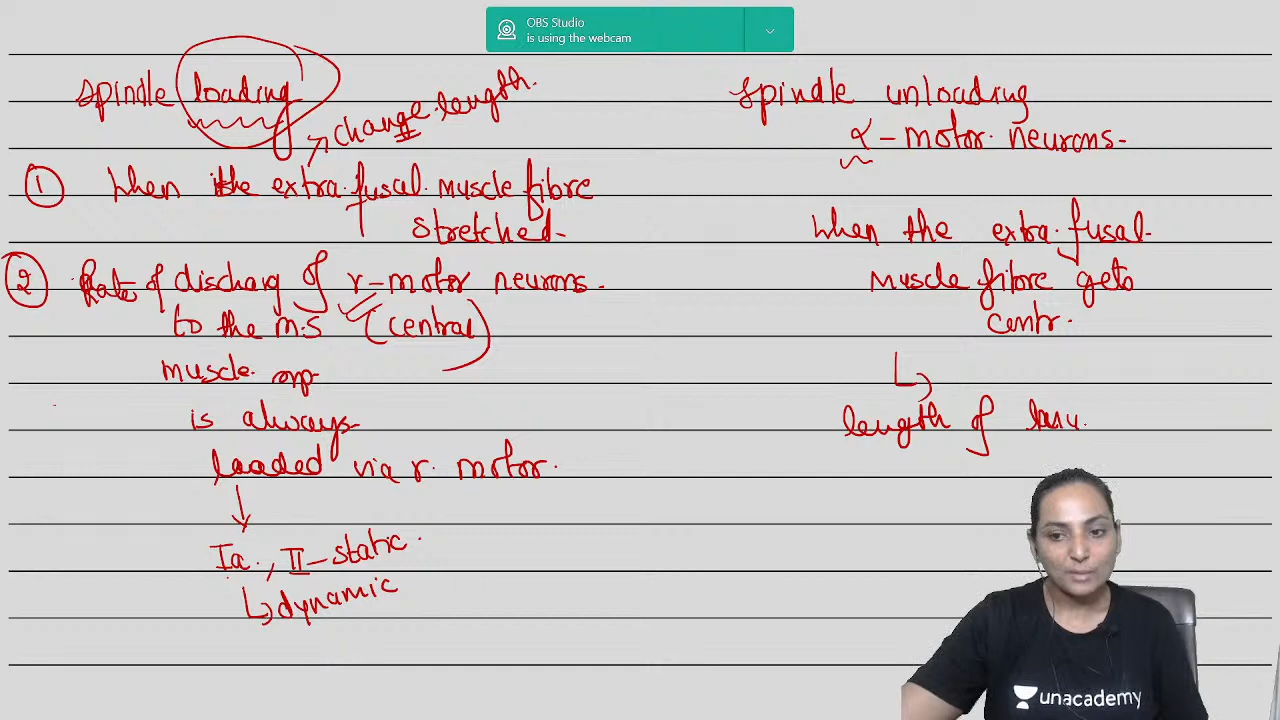 OBS Studio
is using the webcam
spindle loading
change length.
① When the extra.fusal.muscle fibre
stretched-
② Rate of discharg of r-motor neurons.
to the m.s (central)
muscle sp
is always
loaded via r. motor.
↓
Ia., II-static.
↳ dynamic
Spindle unloading
α-motor neurons-
When the extra.fusal.
muscle fibre gets
contr.
↳
length of
unacademy